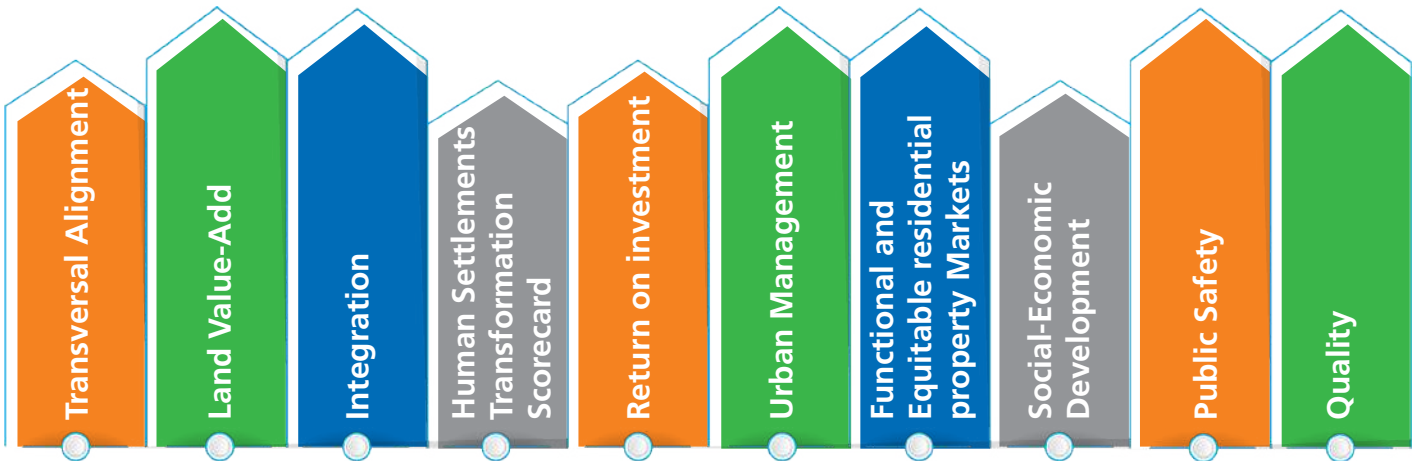 Transversal Alignment
Land Value-Add
Integration
Human Settlements
Transformation
Scorecard
Return on investment
Urban Management
Functional and
Equitable residential
property Markets
Social-Economic
Development
Public Safety
Quality